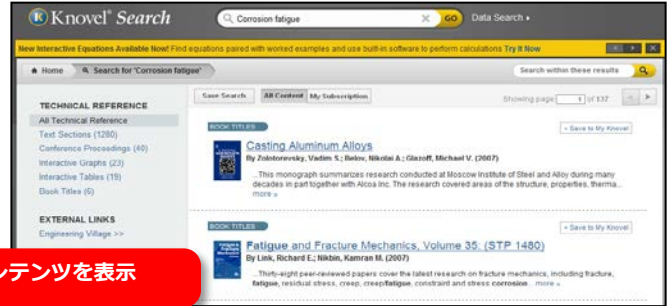 Knovel® Search
Corrosion fatigue
GO
Data Search
New Interactive Equations Available Now! Find equations paired with worked examples and use built-in software to perform calculations Try It Now
Home
Search for "Corrosion fatigue"
Search within these results
Save Search
All Content
My Subscription
Showing page 1 of 137
TECHNICAL REFERENCE
All Technical Reference
Text Sections (1280)
Conference Proceedings (40)
Interactive Graphs (23)
Interactive Tables (19)
Book Titles (6)
EXTERNAL LINKS
Engineering Village >>
BOOK TITLES
+ Save to My Knovel
Casting Aluminum Alloys
By Zolotorevsky, Vadim S.; Belov, Nikolai A.; Glazoff, Michael V. (2007)
...This monograph summarizes research conducted at Moscow Institute of Steel and Alloy during many
decades in part together with Alcoa Inc. The research covered areas of the structure, properties, therma...
more »
BOOK TITLES
+ Save to My Knovel
Fatigue and Fracture Mechanics, Volume 35: (STP 1480)
By Link, Richard E.; Nikbin, Kamran M. (2007)
...Thirty-eight peer-reviewed papers cover the latest research on fracture mechanics, including fracture,
fatigue, residual stress, creep, creep/fatigue, constraint and stress corrosion... more »
ンテンツを表示